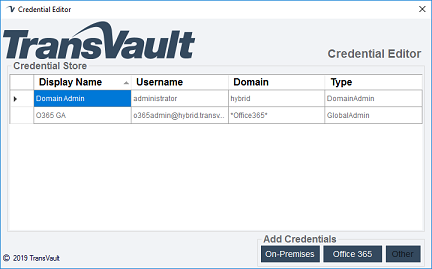 Credential Editor
TransVault
Credential Editor
Credential Store
Display Name Username Domain Type
Domain Admin administrator hybrid DomainAdmin
O365 GA o365admin@hybrid.transv... *Office365* GlobalAdmin
Add Credentials
On-Premises Office 365 Other
© 2019 TransVault